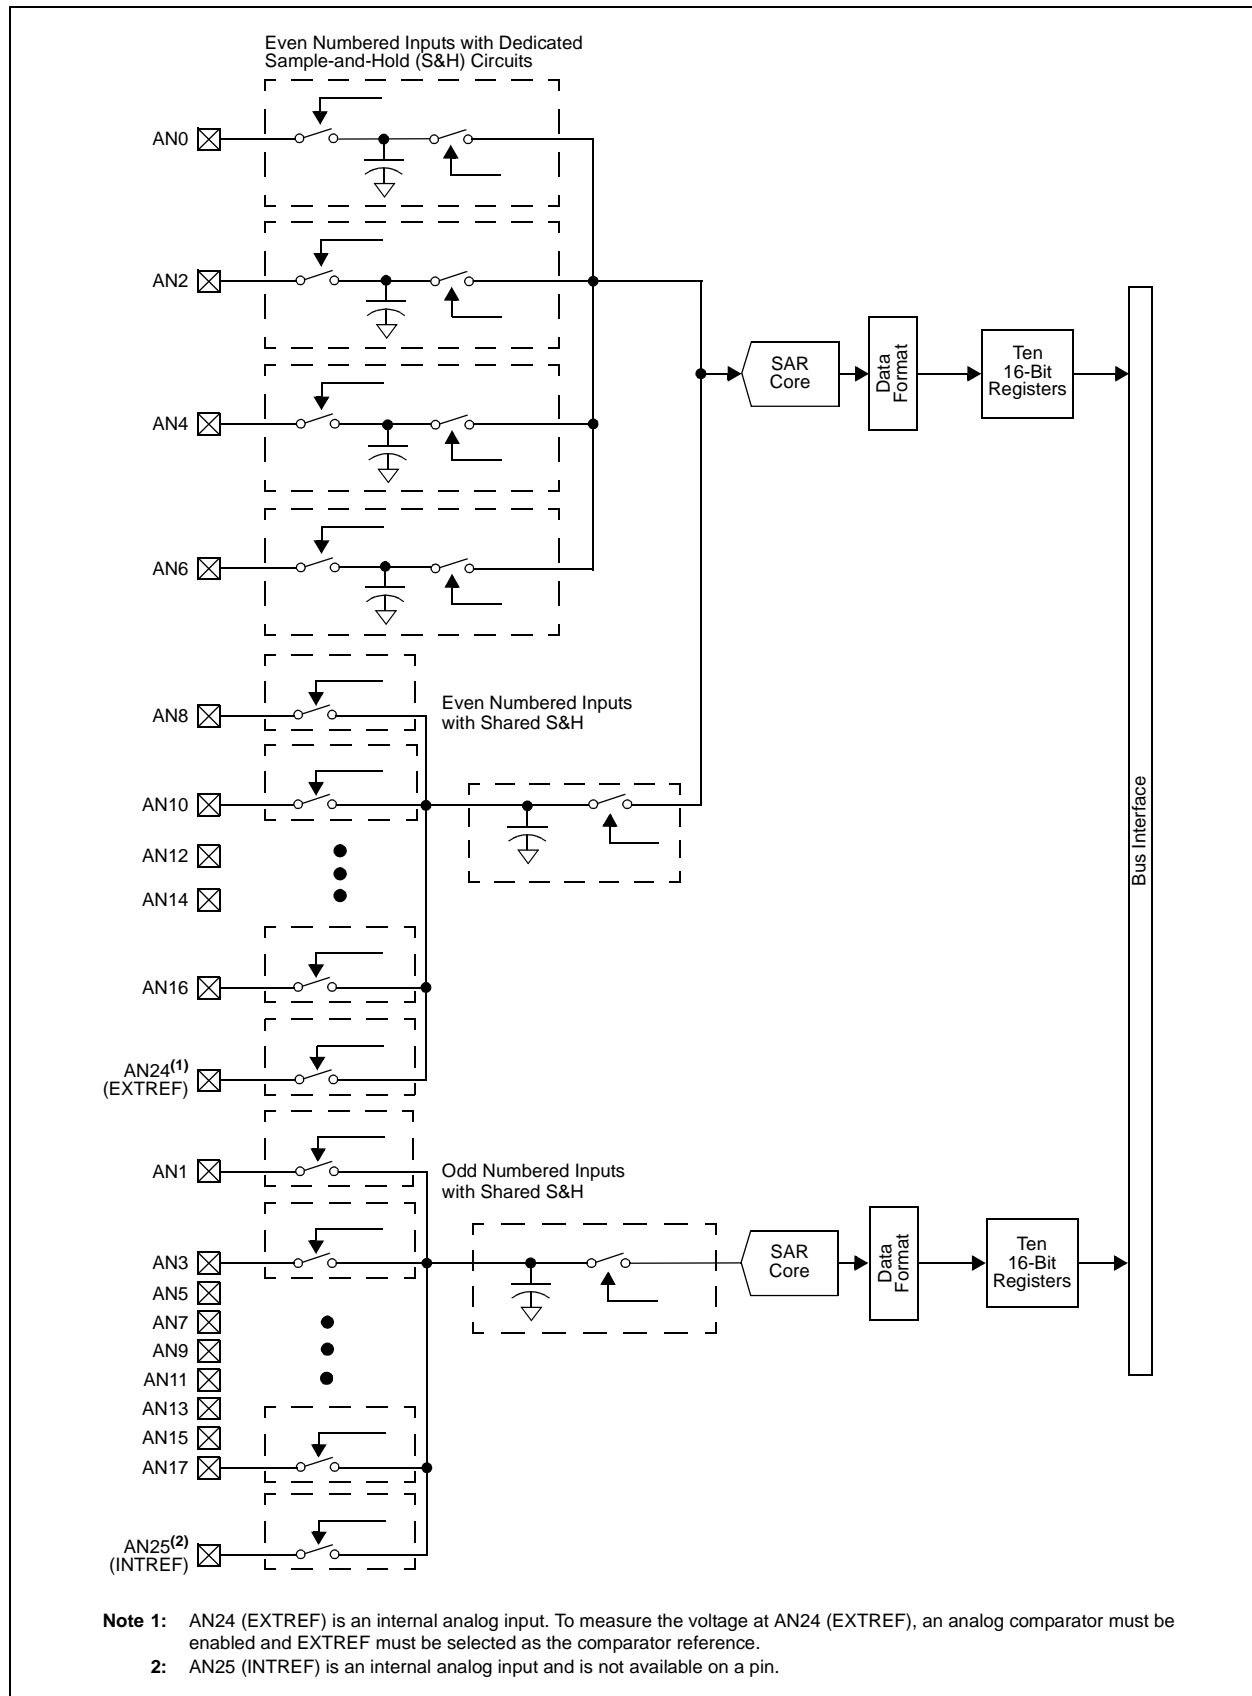 Even Numbered Inputs with Dedicated
Sample-and-Hold (S&H) Circuits
AN0
AN2
SAR
Core
Data
Format
Ten
16-Bit
Registers
AN4
AN6
Even Numbered Inputs
with Shared S&H
AN8
AN10
Bus Interface
AN12
AN14
AN16
AN24(1)
(EXTREF)
AN1
Odd Numbered Inputs
with Shared S&H
AN3
SAR
Core
Data
Format
Ten
16-Bit
Registers
AN5
AN7
AN9
AN11
AN13
AN15
AN17
AN25(2)
(INTREF)
Note 1: AN24 (EXTREF) is an internal analog input. To measure the voltage at AN24 (EXTREF), an analog comparator must be
enabled and EXTREF must be selected as the comparator reference.
2: AN25 (INTREF) is an internal analog input and is not available on a pin.